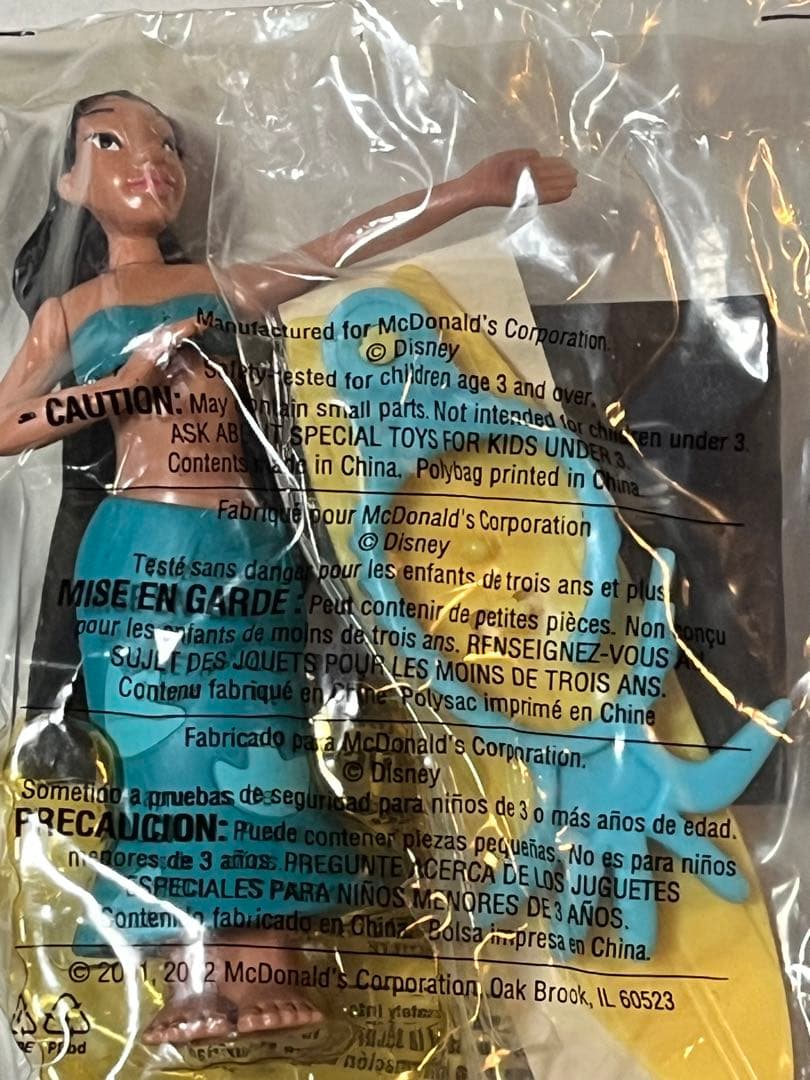 Manufactured for McDonald's Corporation.
© Disney
Safety-tested for children age 3 and over.
CAUTION: May contain small parts. Not intended for children under 3.
ASK ABOUT SPECIAL TOYS FOR KIDS UNDER 3.
Contents made in China. Polybag printed in China
Fabriqué pour McDonald's Corporation
© Disney
Testé sans danger pour les enfants de trois ans et plus
MISE EN GARDE : Peut contenir de petites pièces. Non conçu
pour les enfants de moins de trois ans. RENSEIGNEZ-VOUS AU
SUJET DES JOUETS POUR LES MOINS DE TROIS ANS.
Contenu fabriqué en Chine Polysac imprimé en Chine
Fabricado para McDonald's Corporation.
© Disney
Sometido a pruebas de seguridad para niños de 3 o más años de edad.
PRECAUCION: Puede contener piezas pequeñas. No es para niños
menores de 3 años. PREGUNTE ACERCA DE LOS JUGUETES
ESPECIALES PARA NIÑOS MENORES DE 3 AÑOS.
Contenido fabricado en China. Bolsa impresa en China.
© 2001, 2002 McDonald's Corporation, Oak Brook, IL 60523